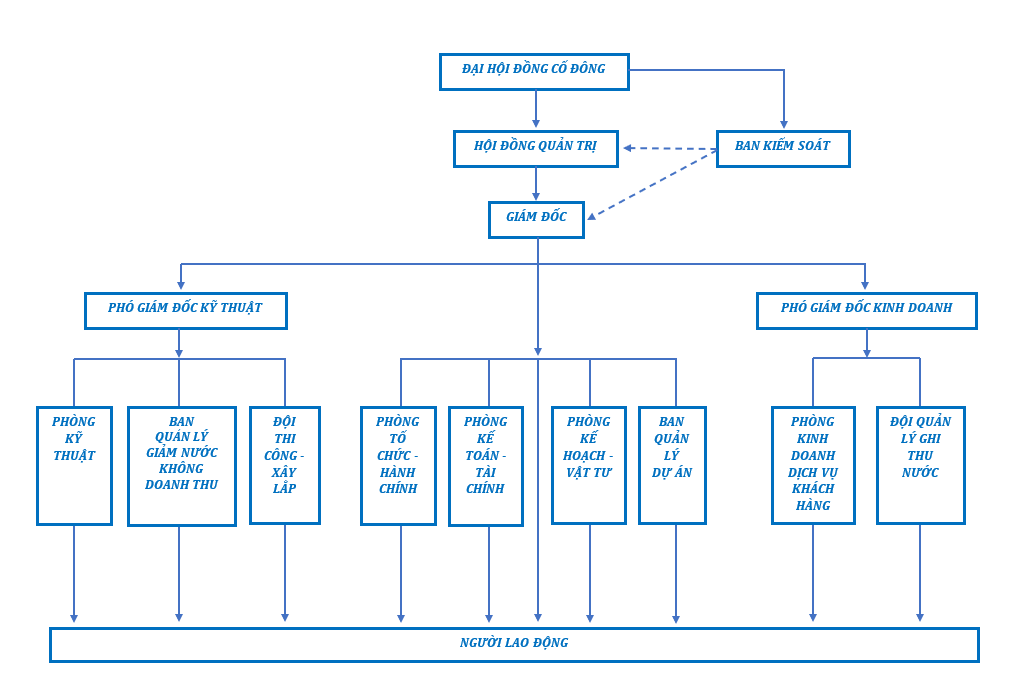 ĐẠI HỘI ĐỒNG CỔ ĐÔNG
HỘI ĐỒNG QUẢN TRỊ
BAN KIỂM SOÁT
GIÁM ĐỐC
PHÓ GIÁM ĐỐC KỸ THUẬT
PHÓ GIÁM ĐỐC KINH DOANH
PHÒNG
KỸ
THUẬT
BAN
QUẢN LÝ
GIẢM NƯỚC
KHÔNG
DOANH THU
ĐỘI
THI
CÔNG -
XÂY
LẮP
PHÒNG
TỔ
CHỨC -
HÀNH
CHÍNH
PHÒNG
KẾ
TOÁN -
TÀI
CHÍNH
PHÒNG
KẾ
HOẠCH -
VẬT TƯ
BAN
QUẢN
LÝ
DỰ ÁN
PHÒNG
KINH
DOANH
DỊCH VỤ
KHÁCH
HÀNG
ĐỘI QUẢN
LÝ GHI
THU
NƯỚC
NGƯỜI LAO ĐỘNG